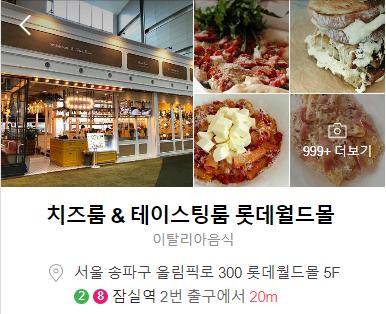 999+ 더보기
치즈룸 & 테이스팅룸 롯데월드몰
이탈리아음식
서울 송파구 올림픽로 300 롯데월드몰 5F
2 8 잠실역 2번 출구에서 20m